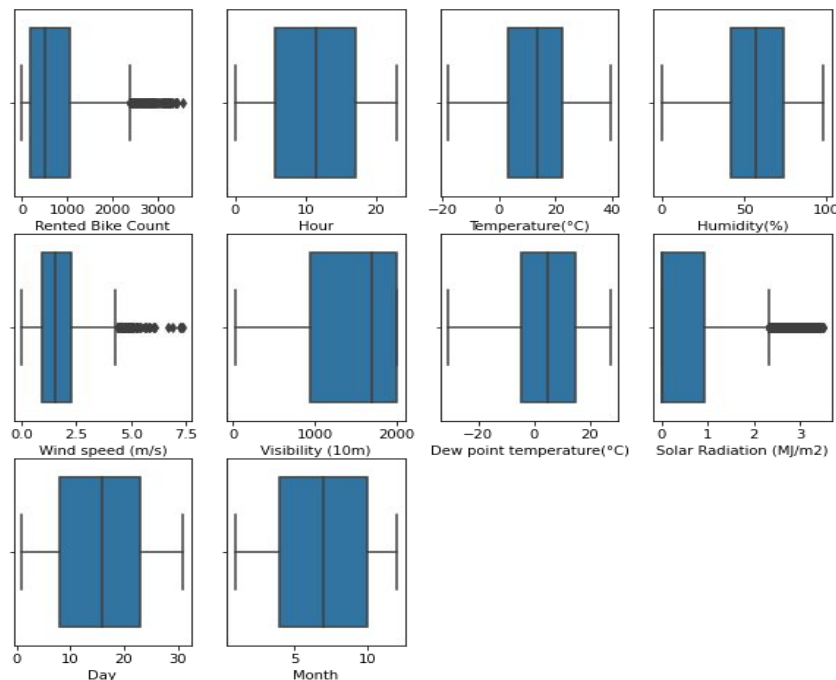 0 1000 2000 3000
Rented Bike Count
0 10 20
Hour
−20 0 20 40
Temperature(°C)
0 50 100
Humidity(%)
0.0 2.5 5.0 7.5
Wind speed (m/s)
0 1000 2000
Visibility (10m)
−20 0 20
Dew point temperature(°C)
0 1 2 3
Solar Radiation (MJ/m2)
0 10 20 30
Day
5 10
Month